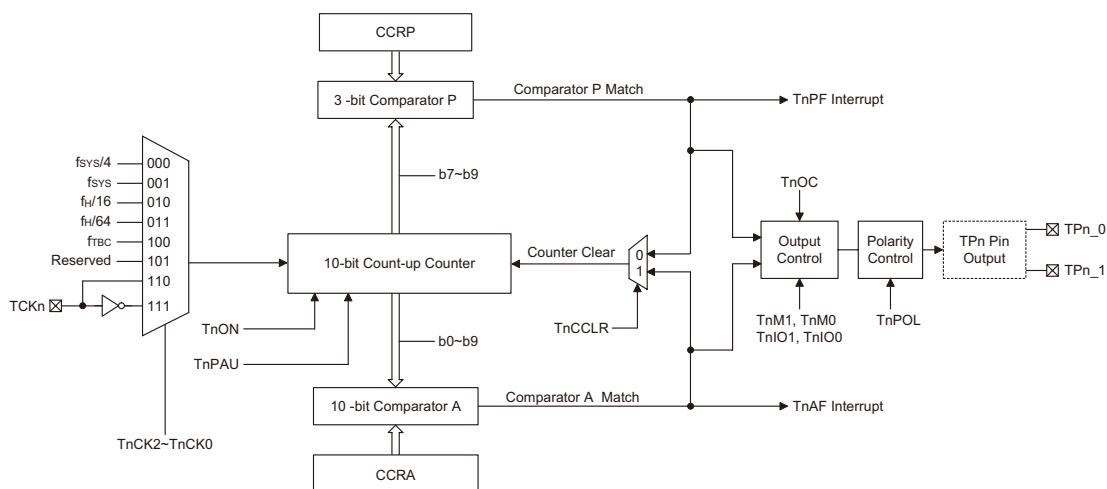 CCRP
3 -bit Comparator P
Comparator P Match
TnPF Interrupt
b7~b9
fSYS/4 000
fSYS 001
fH/16 010
fH/64 011
fTBC 100
Reserved 101
110
TCKn 111
TnOC
10-bit Count-up Counter
Counter Clear
0
1
Output
Control
Polarity
Control
TPn Pin
Output
TPn_0
TPn_1
TnON
TnPAU
b0~b9
TnCCLR
TnM1, TnM0
TnIO1, TnIO0
TnPOL
10 -bit Comparator A
Comparator A Match
TnAF Interrupt
TnCK2~TnCK0
CCRA